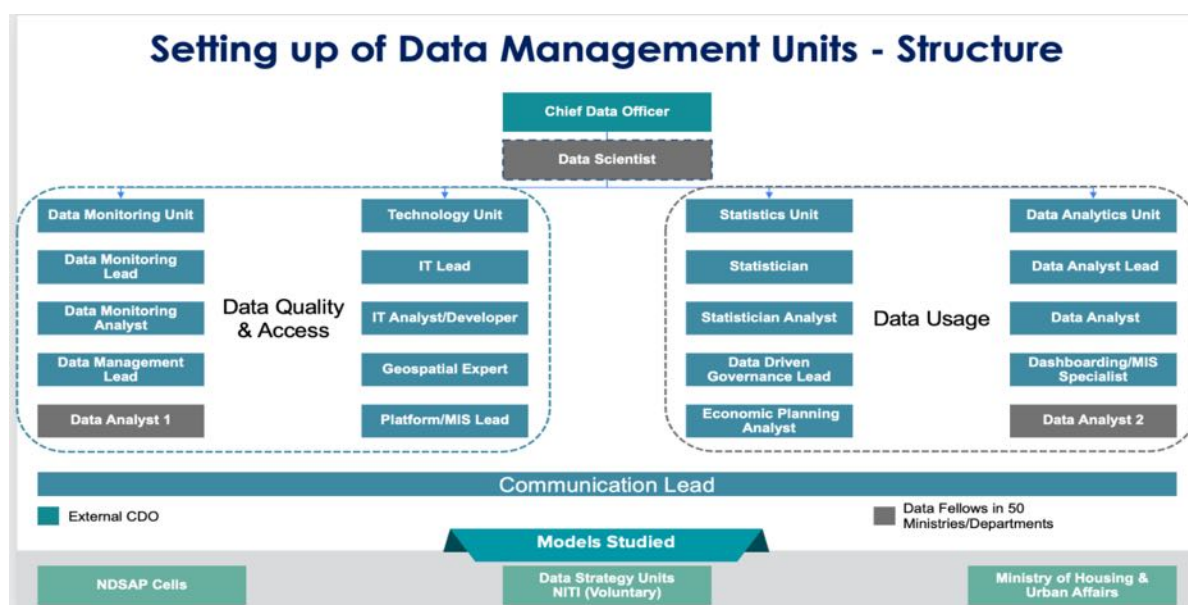 Setting up of Data Management Units - Structure
Chief Data Officer
Data Scientist
Data Monitoring Unit
Data Monitoring
Lead
Data Monitoring
Analyst
Data Management
Lead
Data Analyst 1
Data Quality
& Access
Technology Unit
IT Lead
IT Analyst/Developer
Geospatial Expert
Platform/MIS Lead
Statistics Unit
Statistician
Statistician Analyst
Data Driven
Governance Lead
Economic Planning
Analyst
Data Usage
Data Analytics Unit
Data Analyst Lead
Data Analyst
Dashboarding/MIS
Specialist
Data Analyst 2
Communication Lead
External CDO
Data Fellows in 50
Ministries/Departments
Models Studied
NDSAP Cells
Data Strategy Units
NITI (Voluntary)
Ministry of Housing &
Urban Affairs